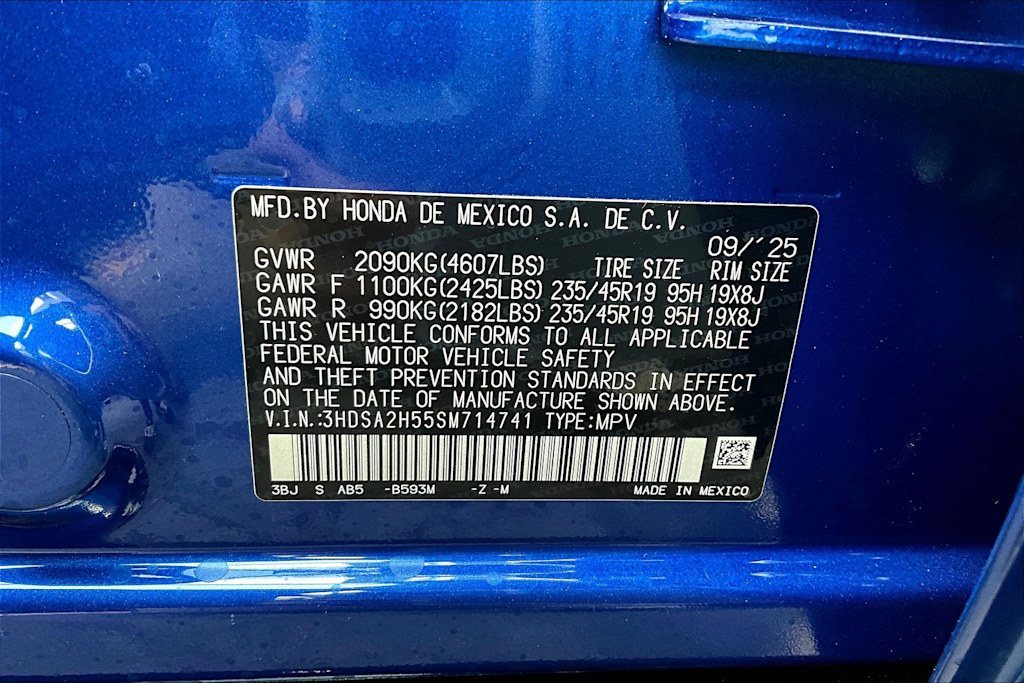 MFD.BY HONDA DE MEXICO S.A. DE C.V.
09/'25
GVWR 2090KG(4607LBS) TIRE SIZE RIM SIZE
GAWR F 1100KG(2425LBS) 235/45R19 95H 19X8J
GAWR R 990KG(2182LBS) 235/45R19 95H 19X8J
THIS VEHICLE CONFORMS TO ALL APPLICABLE
FEDERAL MOTOR VEHICLE SAFETY
AND THEFT PREVENTION STANDARDS IN EFFECT
ON THE DATE OF MANUFACTURE SHOWN ABOVE.
V.I.N.:3HDSA2H55SM714741 TYPE:MPV
3BJ S AB5 -B593M -Z -M MADE IN MEXICO